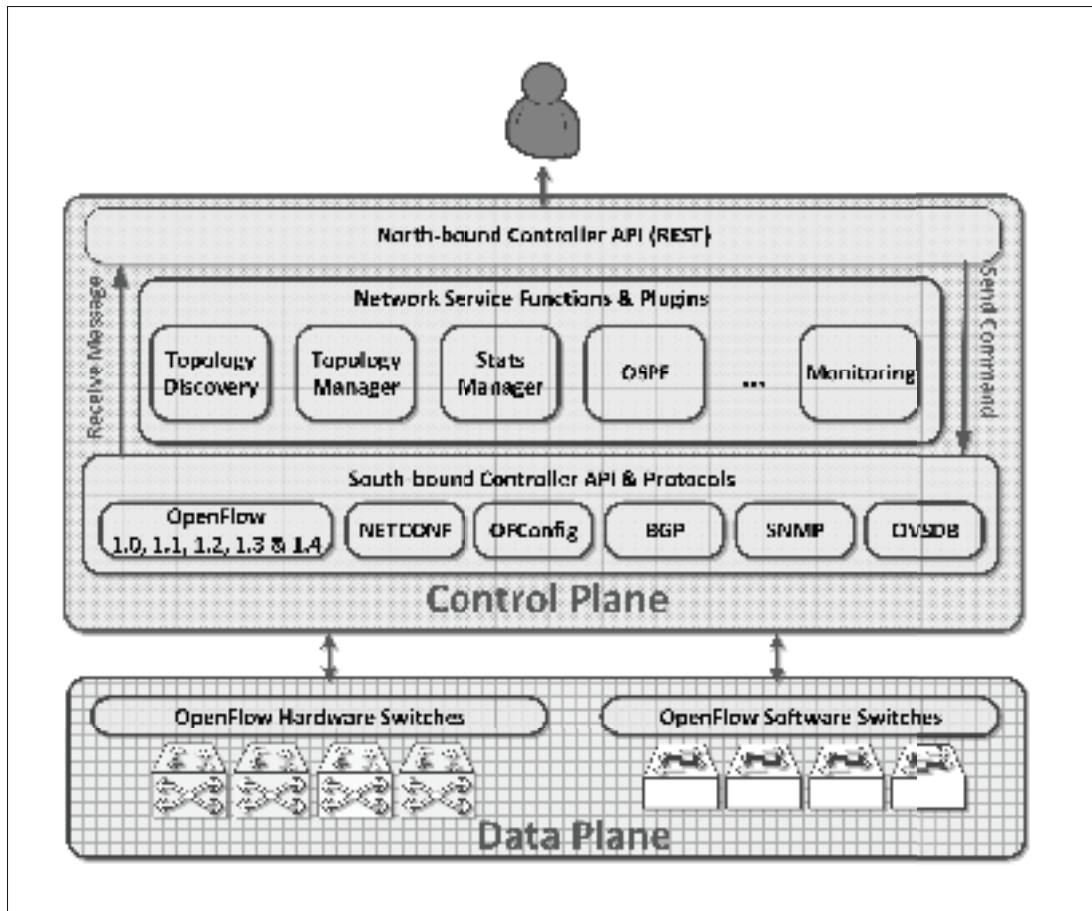 North-bound Controller API (REST)
Receive Message
Send Command
Network Service Functions & Plugins
Topology
Discovery
Topology
Manager
Stats
Manager
OSPF
...
Monitoring
South-bound Controller API & Protocols
OpenFlow
1.0, 1.1, 1.2, 1.3 & 1.4
NETCONF
OFConfig
BGP
SNMP
OVSDB
Control Plane
OpenFlow Hardware Switches
OpenFlow Software Switches
Data Plane